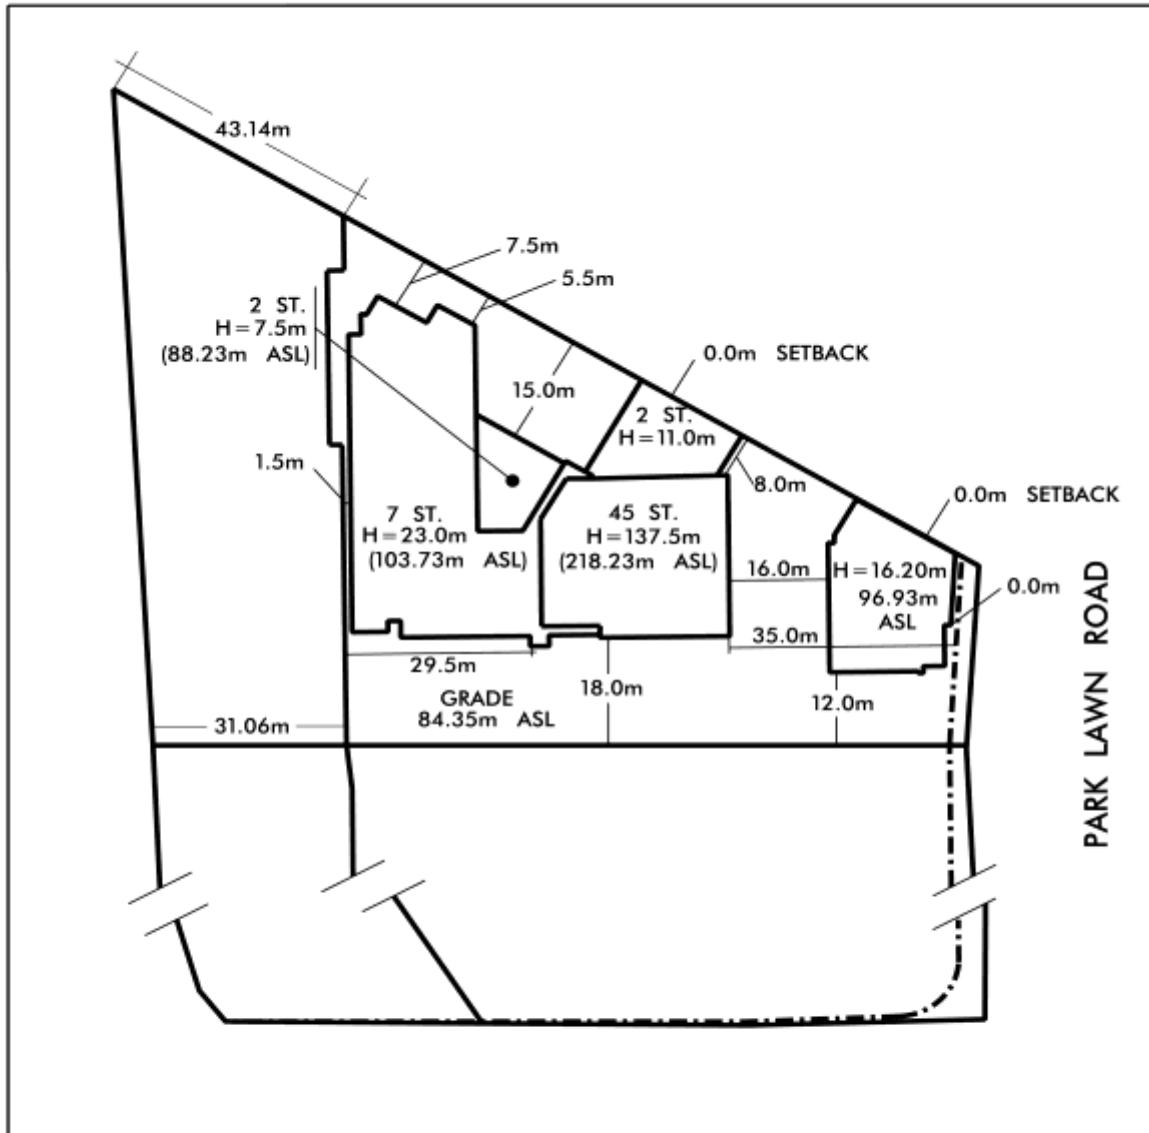 43.14m
7.5m
5.5m
2 ST.
H=7.5m
(88.23m ASL)
0.0m SETBACK
15.0m
2 ST.
H=11.0m
1.5m
8.0m
0.0m SETBACK
7 ST.
H=23.0m
(103.73m ASL)
45 ST.
H=137.5m
(218.23m ASL)
16.0m
H=16.20m
96.93m
ASL
0.0m
35.0m
29.5m
18.0m
12.0m
GRADE
84.35m ASL
31.06m
PARK LAWN ROAD